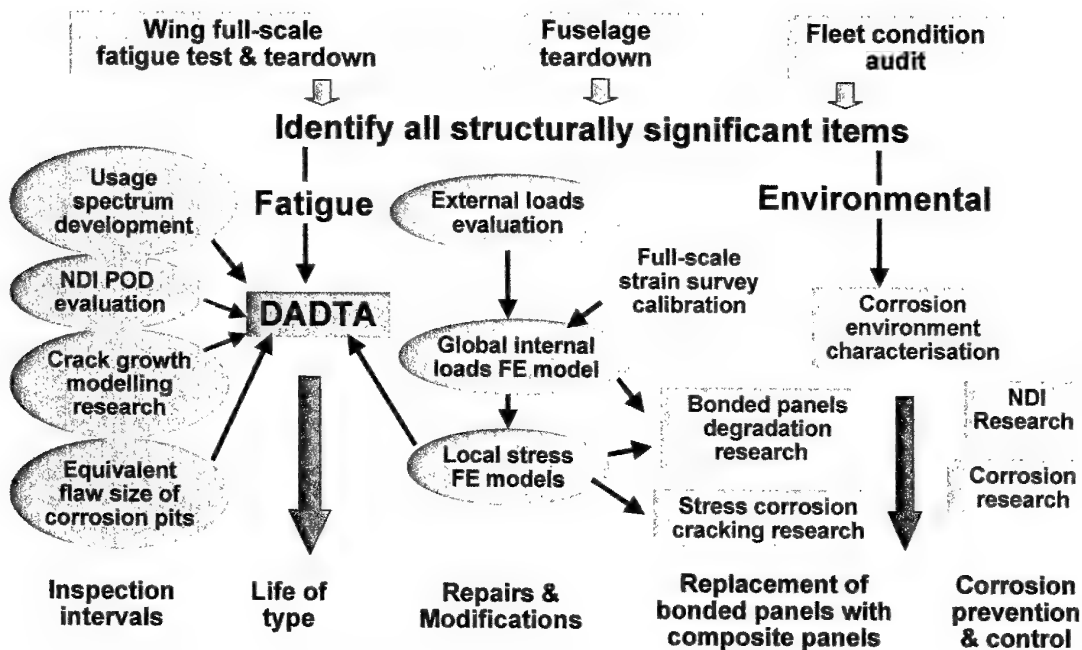 Wing full-scale
fatigue test & teardown
Fuselage
teardown
Fleet condition
audit
Identify all structurally significant items
Usage
spectrum
development
Fatigue
External loads
evaluation
Environmental
NDI POD
evaluation
DADTA
Full-scale
strain survey
calibration
Corrosion
environment
characterisation
Crack growth
modelling
research
Global internal
loads FE model
Bonded panels
degradation
research
NDI
Research
Equivalent
flaw size of
corrosion pits
Local stress
FE models
Stress corrosion
cracking research
Corrosion
research
Inspection
intervals
Life of
type
Repairs &
Modifications
Replacement of
bonded panels with
composite panels
Corrosion
prevention
& control